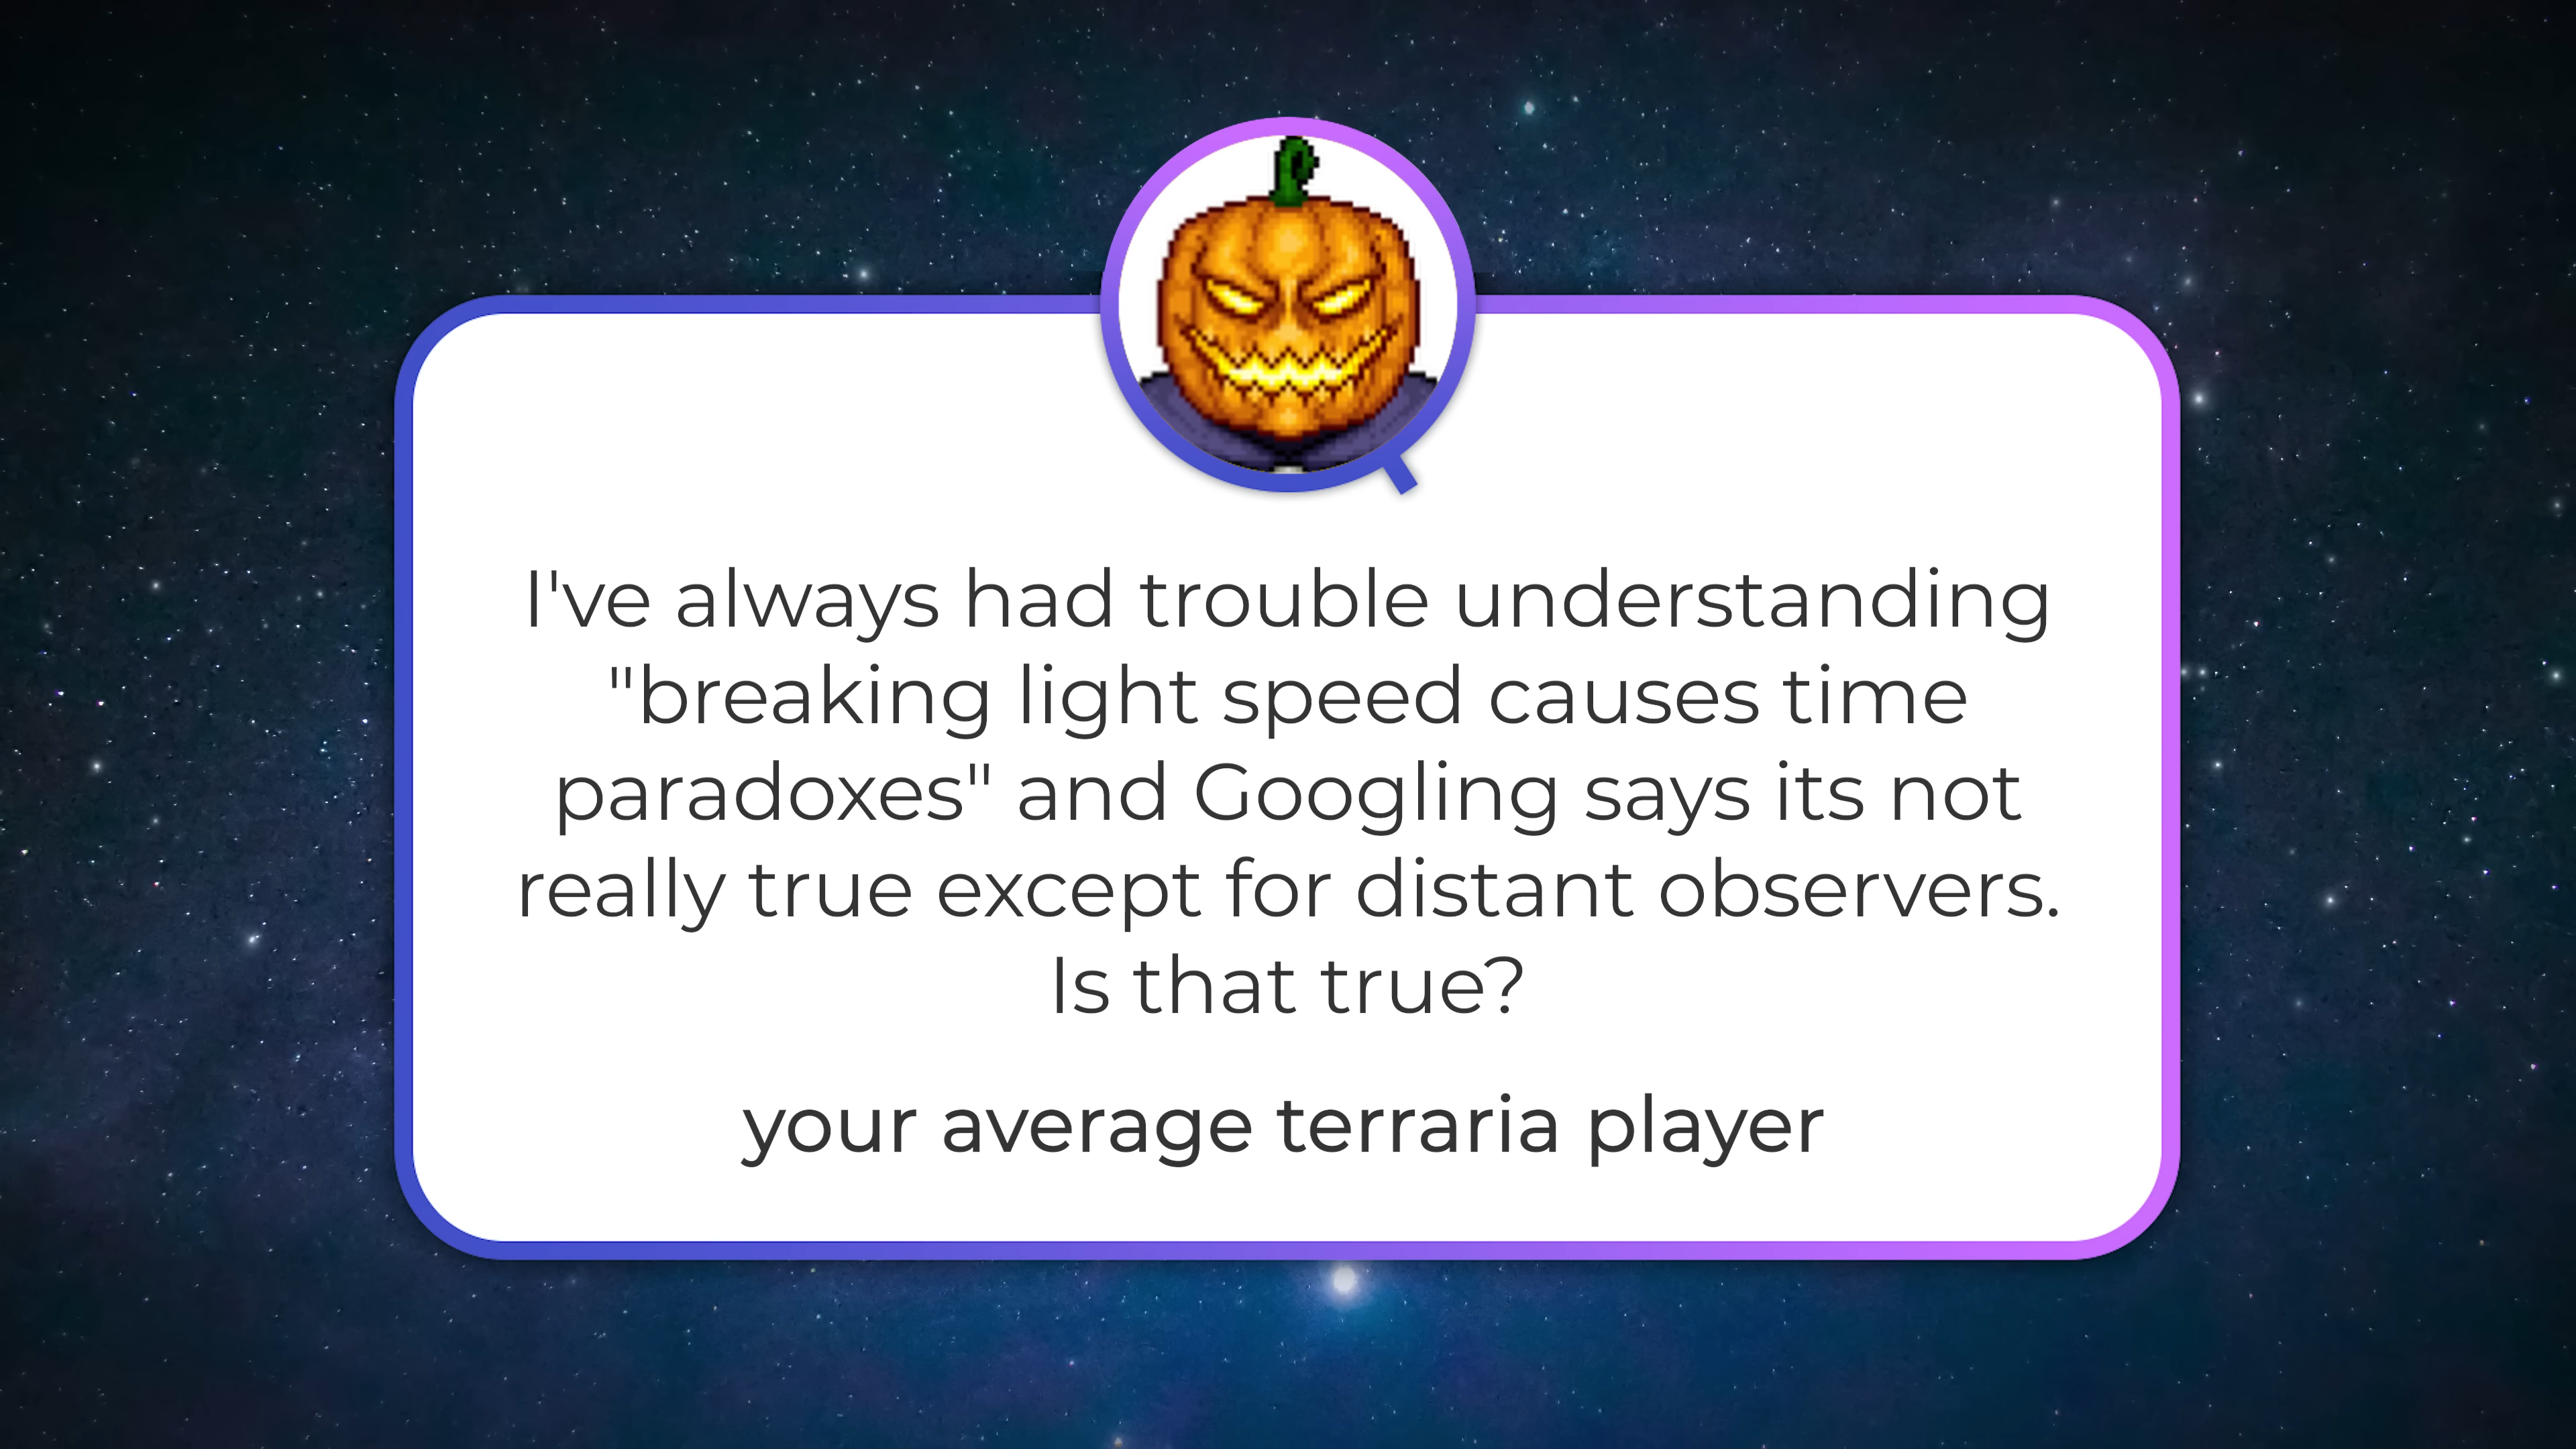 I've always had trouble understanding
"breaking light speed causes time
paradoxes" and Googling says its not
really true except for distant observers.
Is that true?
your average terraria player